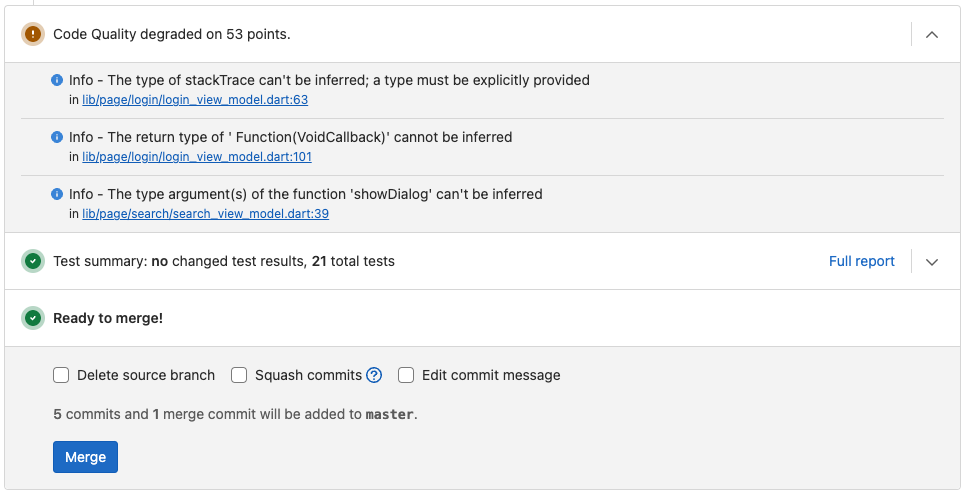 Code Quality degraded on 53 points.
Info - The type of stackTrace can't be inferred; a type must be explicitly provided
in lib/page/login/login_view_model.dart:63
Info - The return type of ' Function(VoidCallback)' cannot be inferred
in lib/page/login/login_view_model.dart:101
Info - The type argument(s) of the function 'showDialog' can't be inferred
in lib/page/search/search_view_model.dart:39
Test summary: no changed test results, 21 total tests Full report
Ready to merge!
Delete source branch Squash commits ? Edit commit message
5 commits and 1 merge commit will be added to master.
Merge